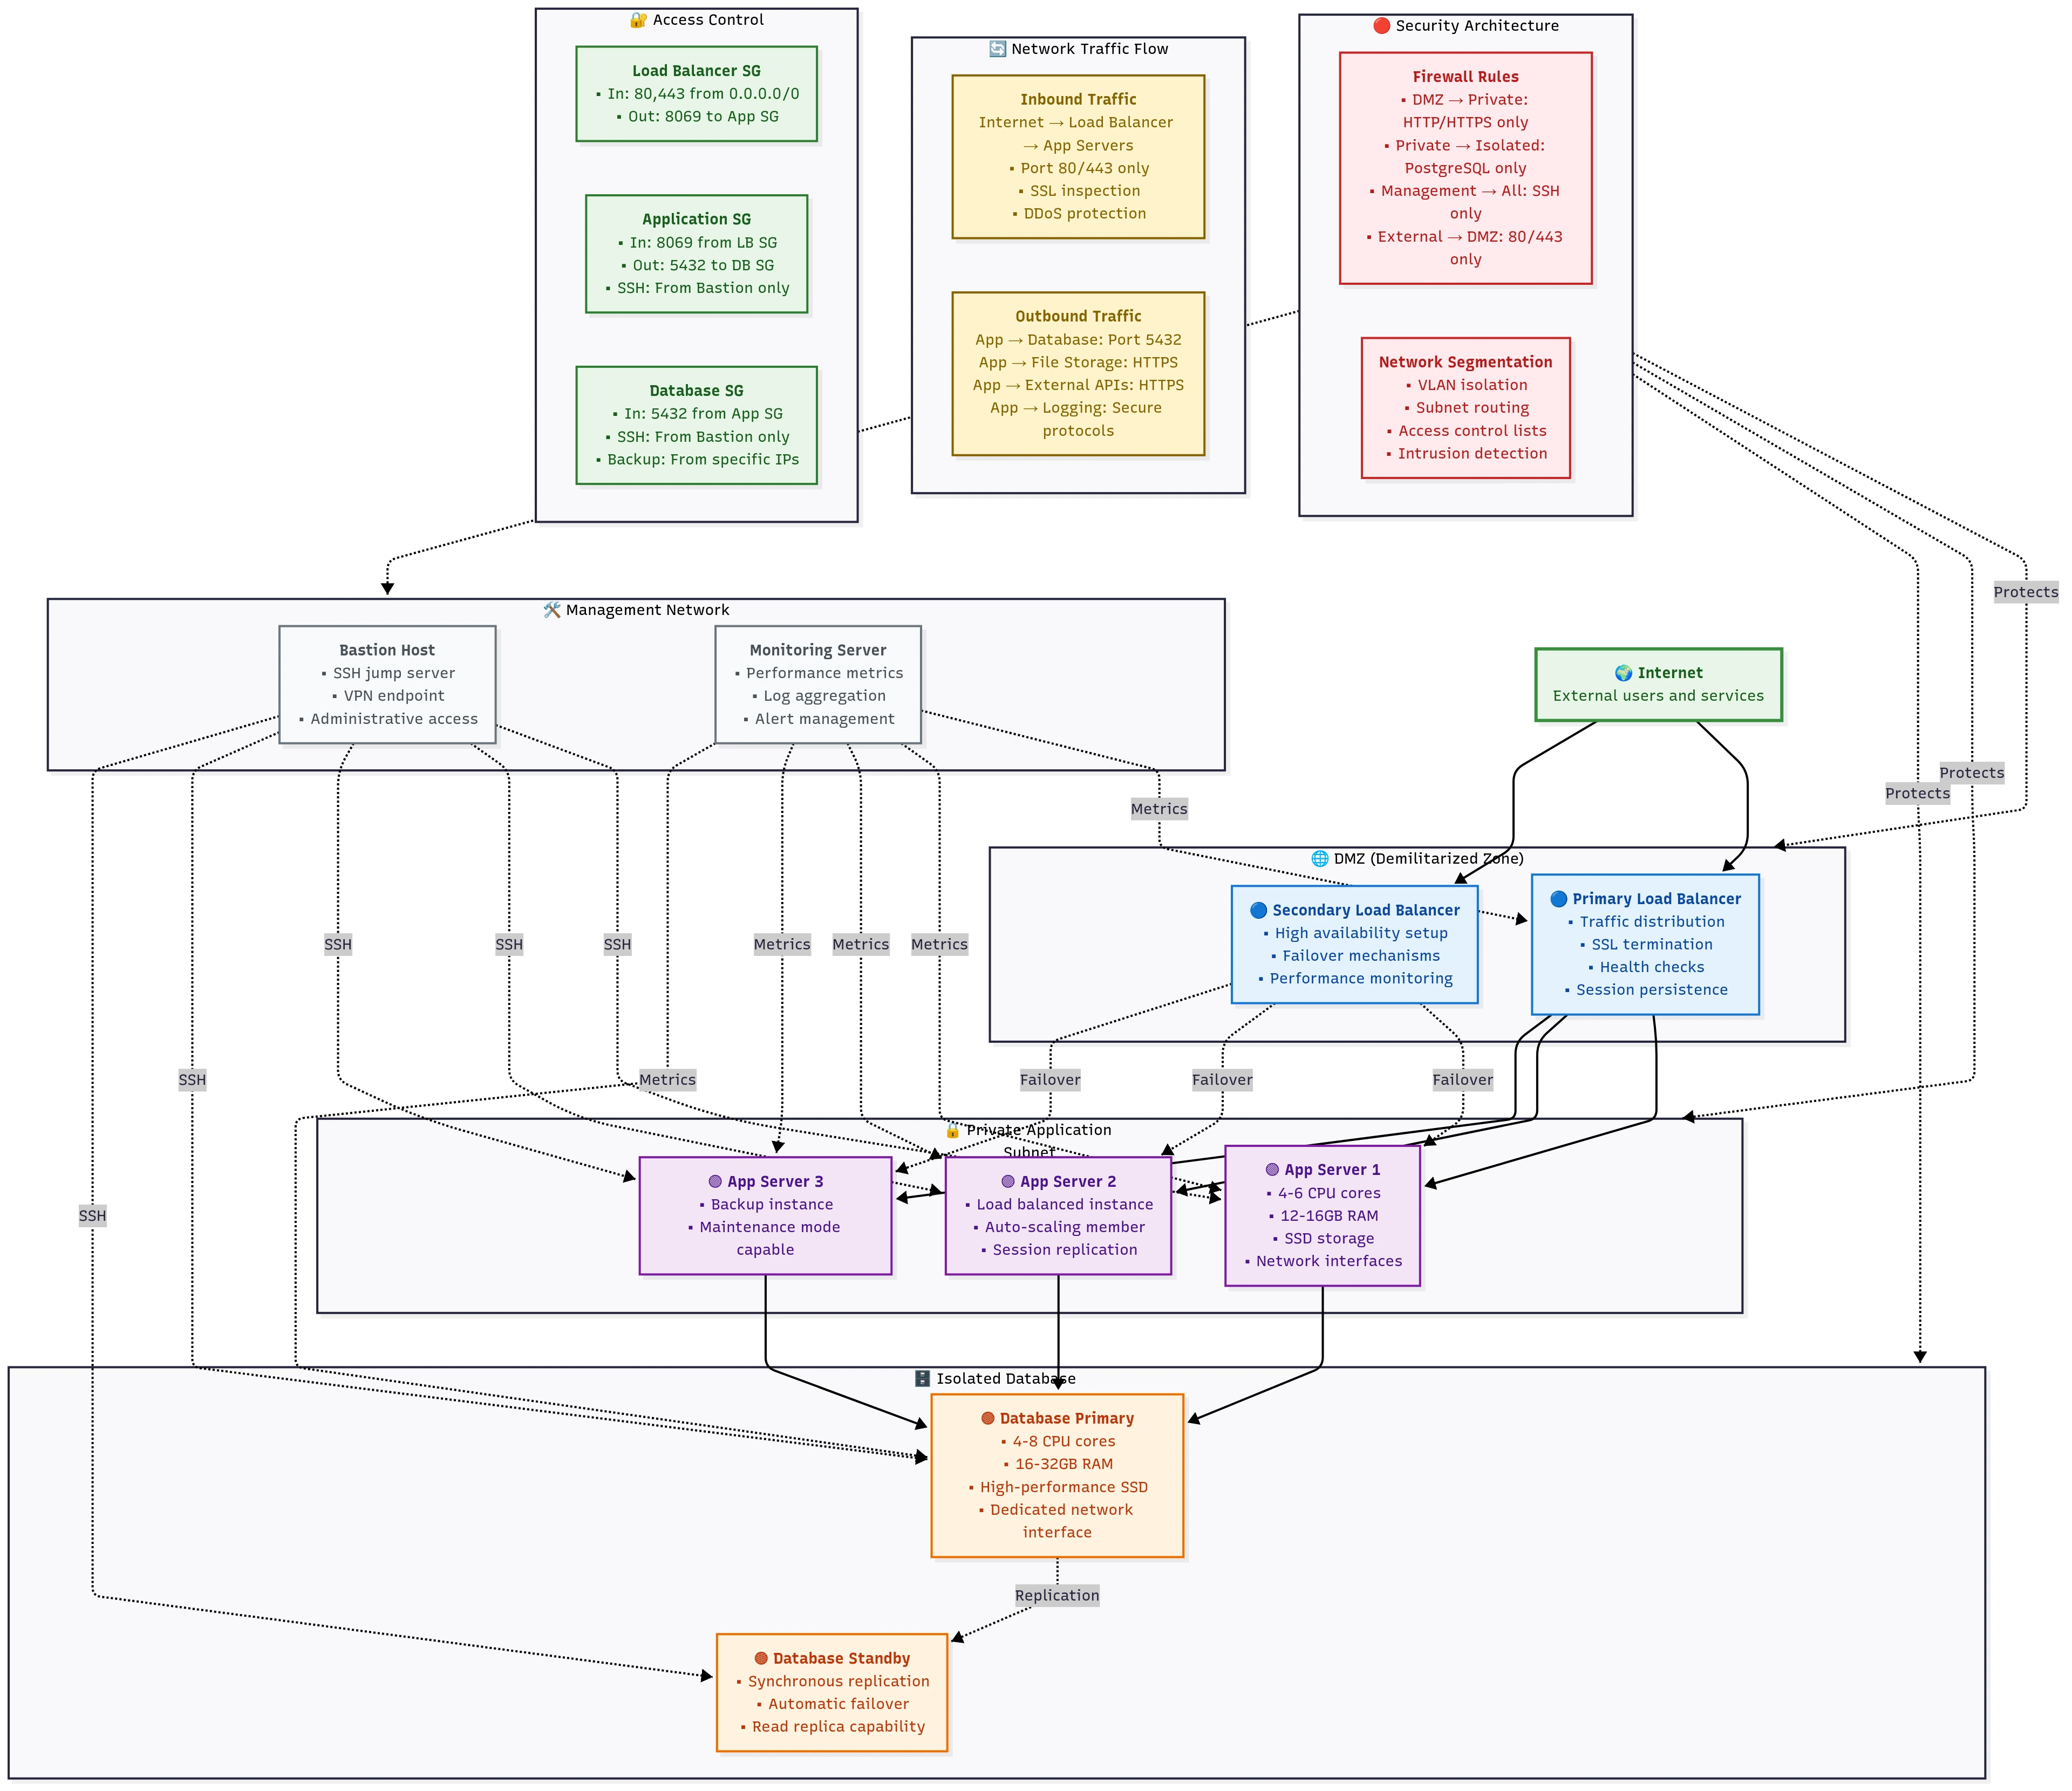 🔐 Access Control
Load Balancer SG
▪ In: 80,443 from 0.0.0.0/0
▪ Out: 8069 to App SG
Application SG
▪ In: 8069 from LB SG
▪ Out: 5432 to DB SG
▪ SSH: From Bastion only
Database SG
▪ In: 5432 from App SG
▪ SSH: From Bastion only
▪ Backup: From specific IPs
🔄 Network Traffic Flow
Inbound Traffic
Internet → Load Balancer
→ App Servers
▪ Port 80/443 only
▪ SSL inspection
▪ DDoS protection
Outbound Traffic
App → Database: Port 5432
App → File Storage: HTTPS
App → External APIs: HTTPS
App → Logging: Secure
protocols
🔴 Security Architecture
Firewall Rules
▪ DMZ → Private:
HTTP/HTTPS only
▪ Private → Isolated:
PostgreSQL only
▪ Management → All: SSH
only
▪ External → DMZ: 80/443
only
Network Segmentation
▪ VLAN isolation
▪ Subnet routing
▪ Access control lists
▪ Intrusion detection
Protects
Protects
Protects
🛠️ Management Network
Bastion Host
▪ SSH jump server
▪ VPN endpoint
▪ Administrative access
Monitoring Server
▪ Performance metrics
▪ Log aggregation
▪ Alert management
🌍 Internet
External users and services
Metrics
🌐 DMZ (Demilitarized Zone)
🔵 Secondary Load Balancer
▪ High availability setup
▪ Failover mechanisms
▪ Performance monitoring
🔵 Primary Load Balancer
▪ Traffic distribution
▪ SSL termination
▪ Health checks
▪ Session persistence
SSH
SSH
SSH
Metrics
Metrics
Metrics
SSH
Metrics
Failover
Failover
Failover
SSH
🔒 Private Application
Subnet
🟣 App Server 3
▪ Backup instance
▪ Maintenance mode
capable
🟣 App Server 2
▪ Load balanced instance
▪ Auto-scaling member
▪ Session replication
🟣 App Server 1
▪ 4-6 CPU cores
▪ 12-16GB RAM
▪ SSD storage
▪ Network interfaces
🗄️ Isolated Database
🟤 Database Primary
▪ 4-8 CPU cores
▪ 16-32GB RAM
▪ High-performance SSD
▪ Dedicated network
interface
Replication
🟤 Database Standby
▪ Synchronous replication
▪ Automatic failover
▪ Read replica capability